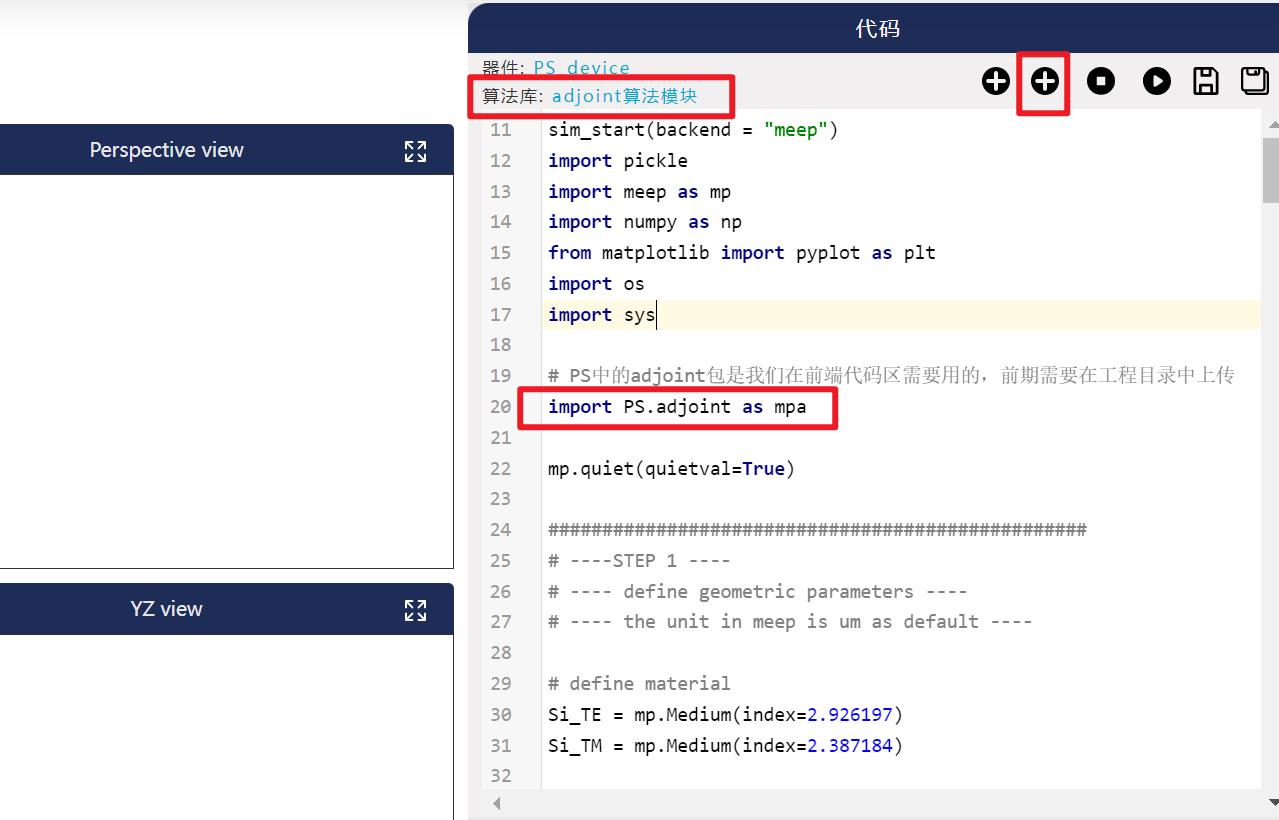 代码
器件: PS_device
算法库: adjoint算法模块
Perspective view
YZ view
11 sim_start(backend = "meep")
12 import pickle
13 import meep as mp
14 import numpy as np
15 from matplotlib import pyplot as plt
16 import os
17 import sys
18
19 # PS中的adjoint包是我们在前端代码区需要用的，前期需要在工程目录中上传
20 import PS.adjoint as mpa
21
22 mp.quiet(quietval=True)
23
24 ##################################################
25 # ----STEP 1 ----
26 # ---- define geometric parameters ----
27 # ---- the unit in meep is um as default ----
28
29 # define material
30 Si_TE = mp.Medium(index=2.926197)
31 Si_TM = mp.Medium(index=2.387184)
32